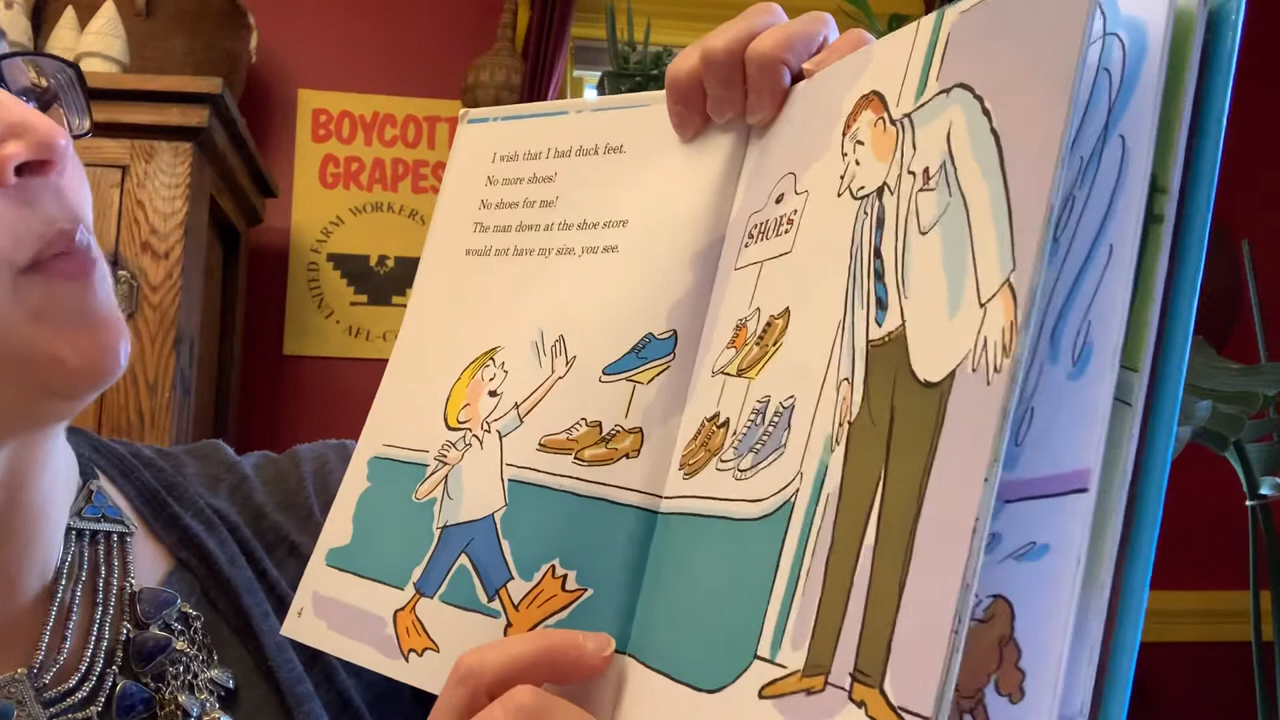 BOYCOTT
GRAPES
UNITED FARM WORKERS
AFL-C
I wish that I had duck feet.
No more shoes!
No shoes for me!
The man down at the shoe store
would not have my size, you see.
SHOES
4